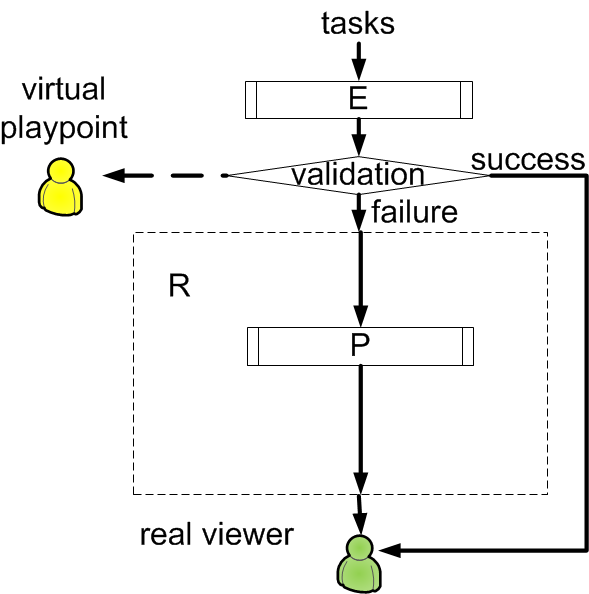 tasks
E
virtual
playpoint
validation
success
failure
R
P
real viewer